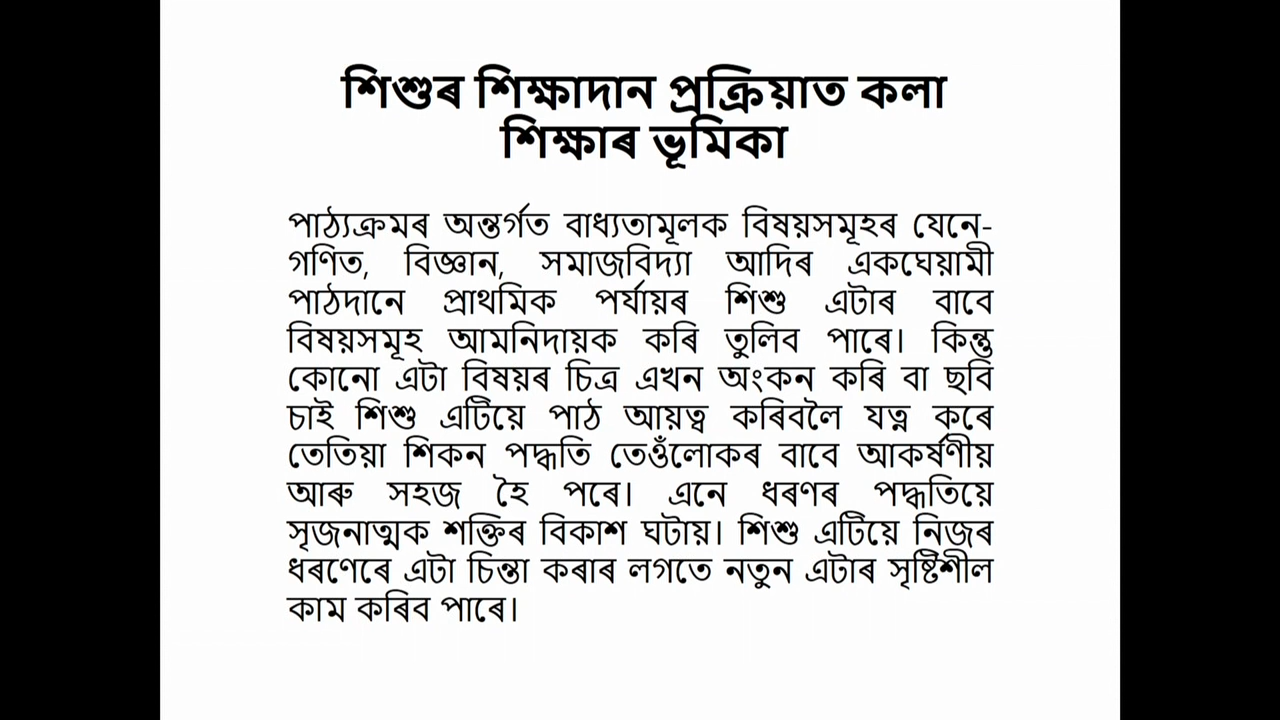 শিশুৰ শিক্ষাদান প্ৰক্ৰিয়াত কলা
শিক্ষাৰ ভূমিকা
পাঠ্যক্ৰমৰ অন্তৰ্গত বাধ্যতামূলক বিষয়সমূহৰ যেনে-
গণিত, বিজ্ঞান, সমাজবিদ্যা আদিৰ একঘেয়ামী
পাঠদানে প্ৰাথমিক পৰ্যায়ৰ শিশু এটাৰ বাবে
বিষয়সমূহ আমনিদায়ক কৰি তুলিব পাৰে। কিন্তু
কোনো এটা বিষয়ৰ চিত্ৰ এখন অংকন কৰি বা ছবি
চাই শিশু এটিয়ে পাঠ আয়ত্ব কৰিবলৈ যত্ন কৰে
তেতিয়া শিকন পদ্ধতি তেওঁলোকৰ বাবে আকৰ্ষণীয়
আৰু সহজ হৈ পৰে। এনে ধৰণৰ পদ্ধতিয়ে
সৃজনাত্মক শক্তিৰ বিকাশ ঘটায়। শিশু এটিয়ে নিজৰ
ধৰণেৰে এটা চিন্তা কৰাৰ লগতে নতুন এটাৰ সৃষ্টিশীল
কাম কৰিব পাৰে।